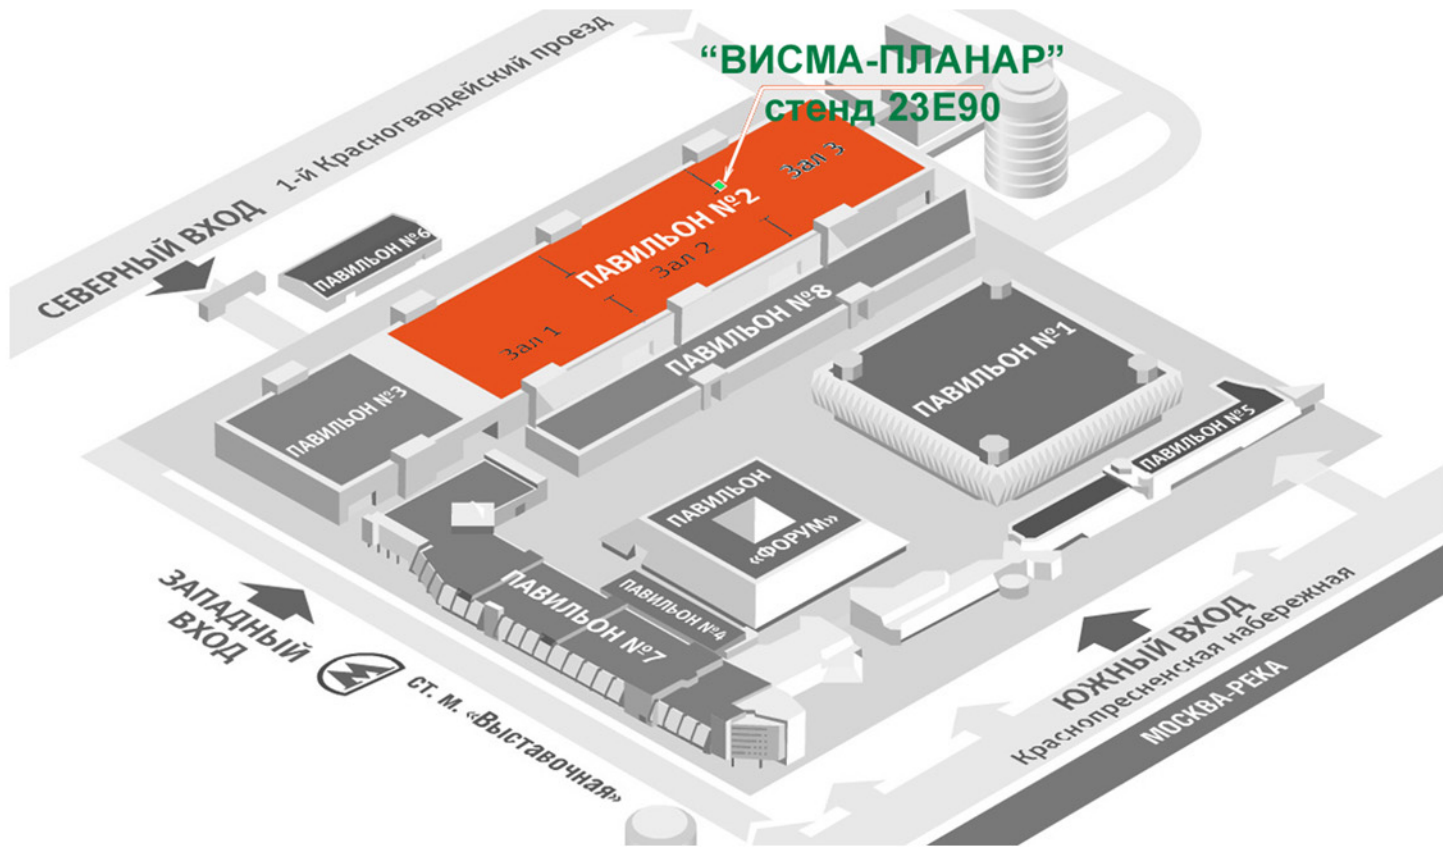 1-й Красногвардейский проезд
“ВИСМА-ПЛАНАР”
стенд 23Е90
СЕВЕРНЫЙ ВХОД
ПАВИЛЬОН №6
ПАВИЛЬОН №2
Зал 3
Зал 2
Зал 1
ПАВИЛЬОН №8
ПАВИЛЬОН №1
ПАВИЛЬОН №3
ПАВИЛЬОН №5
ПАВИЛЬОН
«ФОРУМ»
ПАВИЛЬОН №4
ПАВИЛЬОН №7
ЗАПАДНЫЙ
ВХОД
М
ст. м. «Выставочная»
ЮЖНЫЙ ВХОД
Краснопресненская набережная
МОСКВА-РЕКА